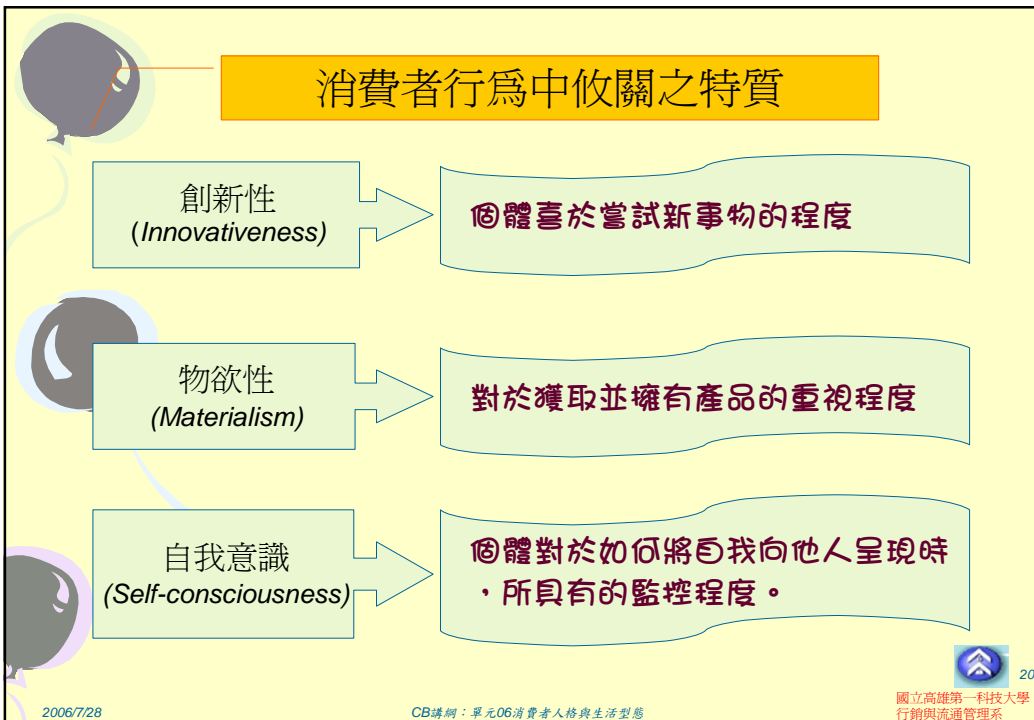 消費者行爲中攸關之特質
創新性
(Innovativeness)
個體喜於嘗試新事物的程度
物欲性
(Materialism)
對於獲取並擁有產品的重視程度
自我意識
(Self-consciousness)
個體對於如何將自我向他人呈現時
，所具有的監控程度。
20
2006/7/28
CB講網：單元06消費者人格與生活型態
國立高雄第一科技大學
行銷與流通管理系